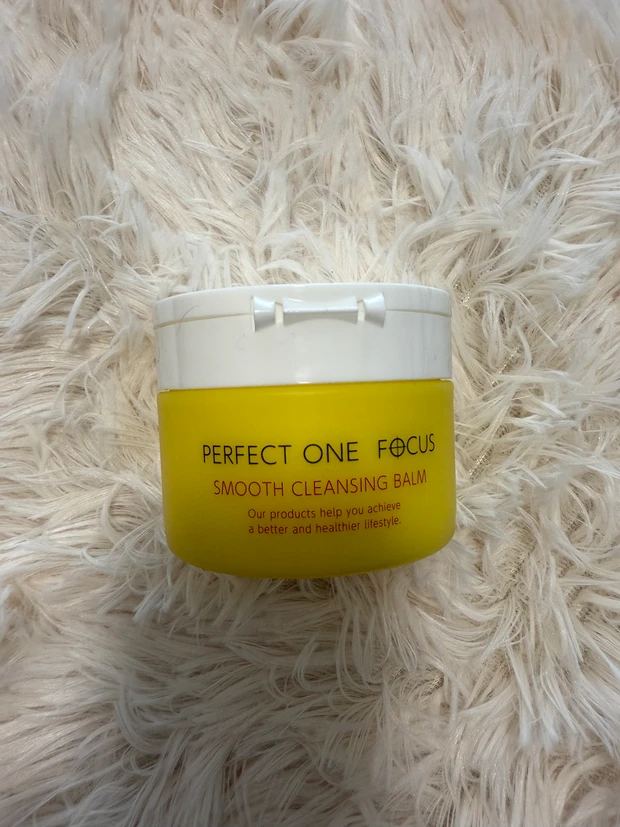 PERFECT ONE FOCUS
SMOOTH CLEANSING BALM
Our products help you achieve
a better and healthier lifestyle.